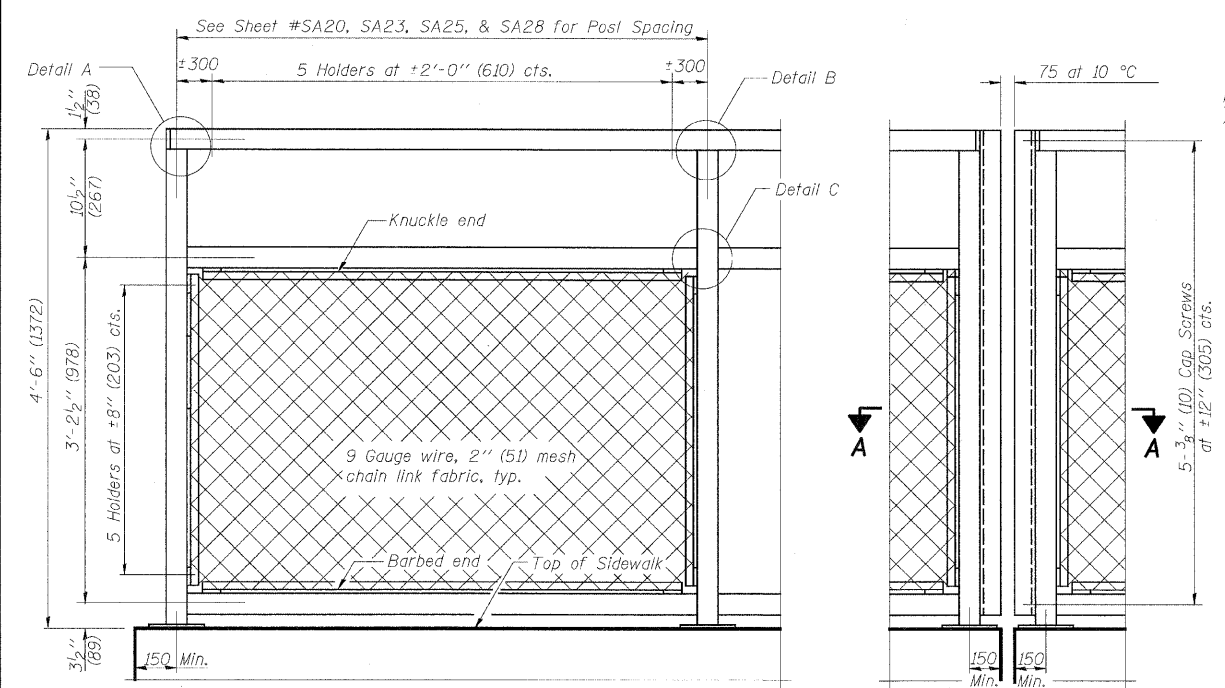 See Sheet #SA20, SA23, SA25, & SA28 for Post Spacing
Detail A
±300
5 Holders at ±2'-0" (610) cts.
±300
Detail B
75 at 10 °C
1½"
(38)
10½"
(267)
Detail C
Knuckle end
4'-6" (1372)
3'-2½" (978)
5 Holders at ±8" (203) cts.
9 Gauge wire, 2" (51) mesh
chain link fabric, typ.
A
A
5-⅜" (10) Cap Screws
at ±12" (305) cts.
Barbed end
Top of Sidewalk
3½"
(89)
150 Min.
150
Min.
150
Min.